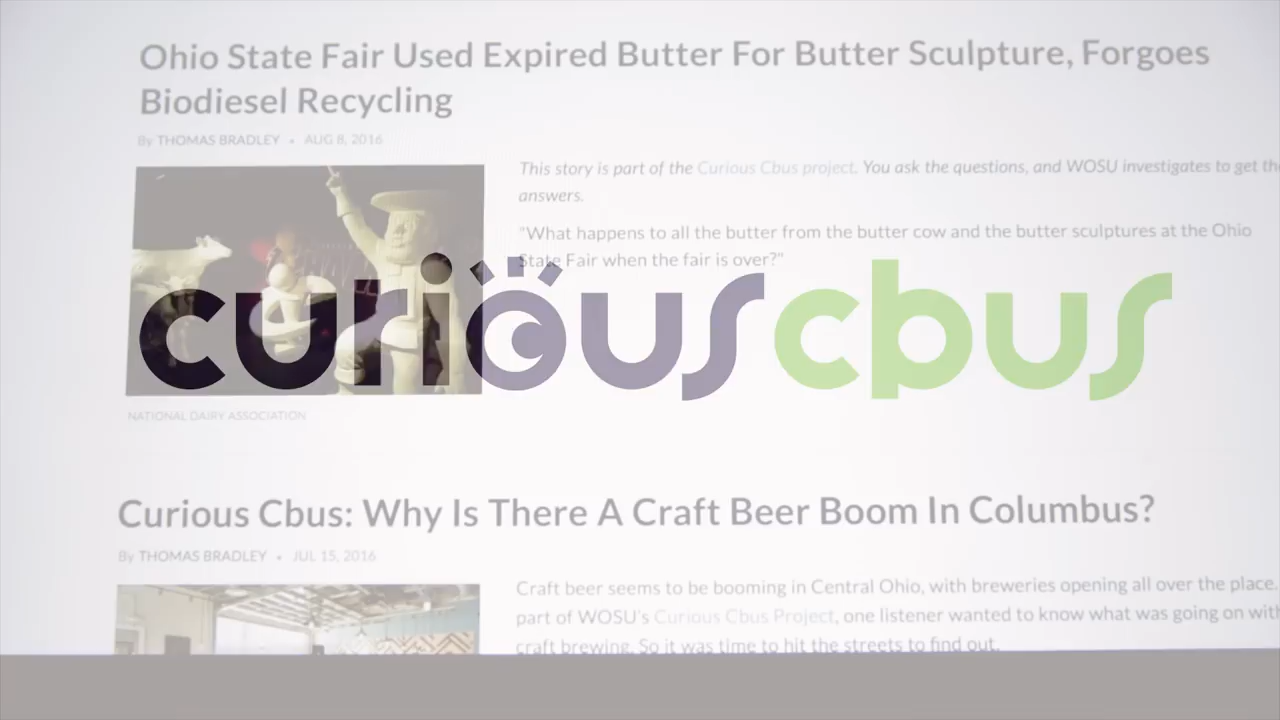 Ohio State Fair Used Expired Butter For Butter Sculpture, Forgoes
Biodiesel Recycling
By THOMAS BRADLEY • AUG 8, 2016
This story is part of the Curious Cbus project. You ask the questions, and WOSU investigates to get the
answers.
"What happens to all the butter from the butter cow and the butter sculptures at the Ohio
State Fair when the fair is over?"
curiouscbus
NATIONAL DAIRY ASSOCIATION
Curious Cbus: Why Is There A Craft Beer Boom In Columbus?
By THOMAS BRADLEY • JUL 15, 2016
Craft beer seems to be booming in Central Ohio, with breweries opening all over the place.
part of WOSU's Curious Cbus Project, one listener wanted to know what was going on with
craft brewing. So it was time to hit the streets to find out.